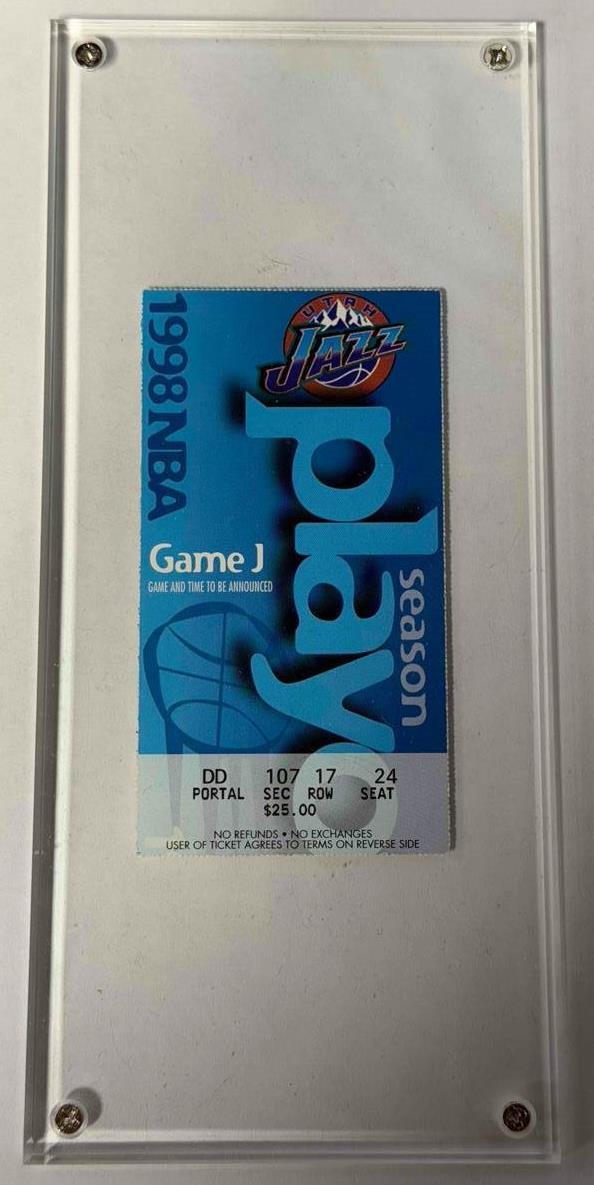 UTAH
JAZZ
1998 NBA
playo
season
Game J
GAME AND TIME TO BE ANNOUNCED
DD 107 17 24
PORTAL SEC ROW SEAT
$25.00
NO REFUNDS • NO EXCHANGES
USER OF TICKET AGREES TO TERMS ON REVERSE SIDE